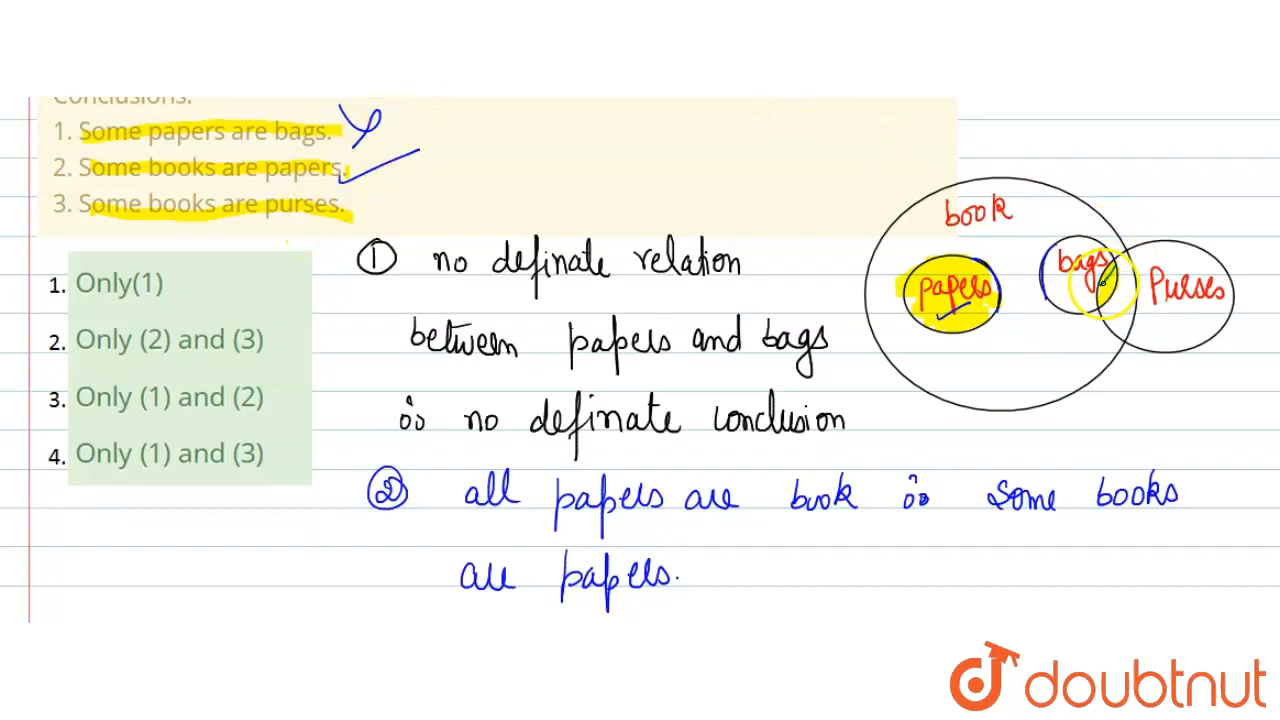 Conclusions:
1. Some papers are bags.
2. Some books are papers.
3. Some books are purses.
1. Only(1)
2. Only (2) and (3)
3. Only (1) and (2)
4. Only (1) and (3)
book
papers
bags
Purses
① no definate relation
between papers and bags
∴ no definate conclusion
② all papers are book ∴ some books
are papers.
doubtnut